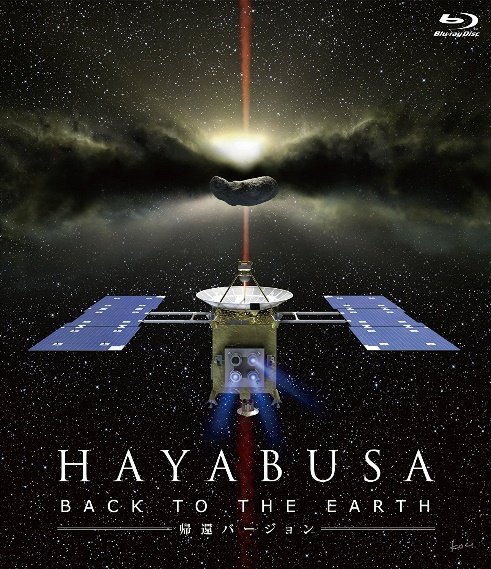 Blu-ray Disc
HAYABUSA
BACK TO THE EARTH
帰還バージョン